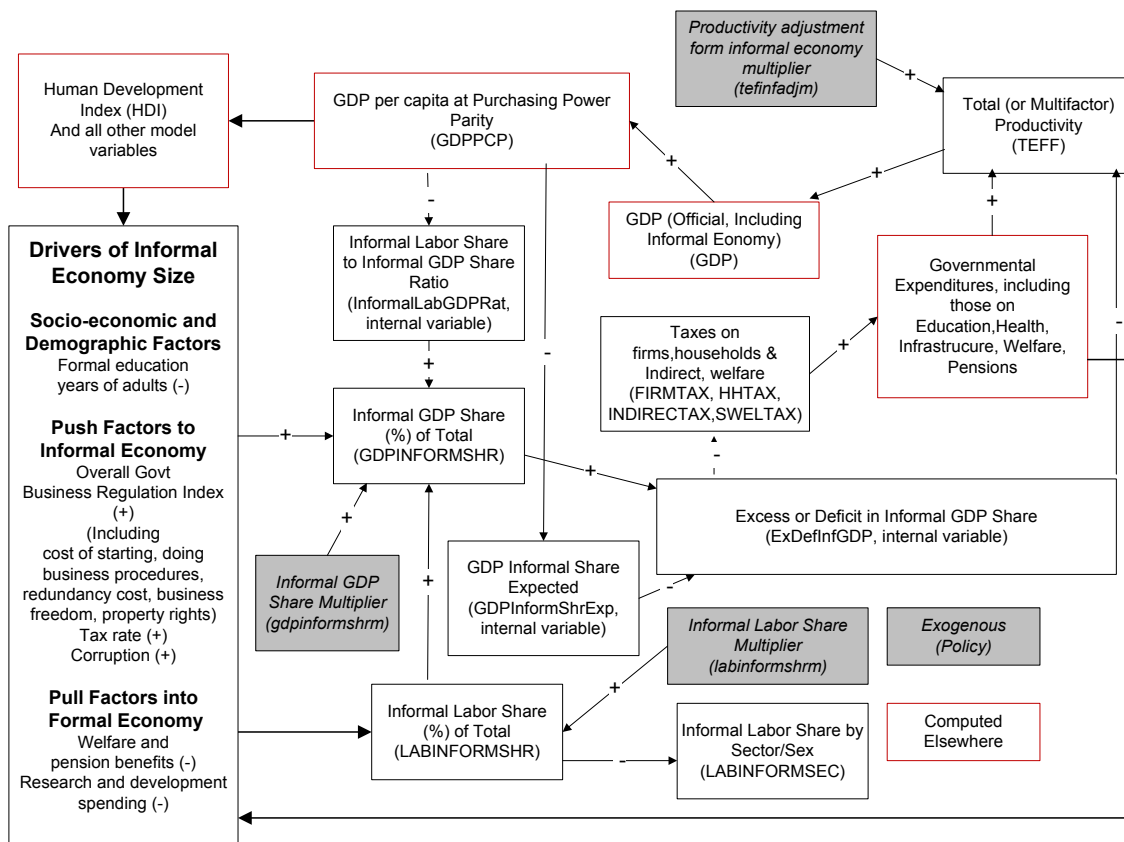 Productivity adjustment
form informal economy
multiplier
(tefinfadjm)
+
Human Development
Index (HDI)
And all other model
variables
GDP per capita at Purchasing Power
Parity
(GDPPCP)
Total (or Multifactor)
Productivity
(TEFF)
+
+
-
+
GDP (Official, Including
Informal Economy)
(GDP)
Drivers of Informal
Economy Size
Socio-economic and
Demographic Factors
Formal education
years of adults (-)
Push Factors to
Informal Economy
Overall Govt
Business Regulation Index
(+)
(Including
cost of starting, doing
business procedures,
redundancy cost, business
freedom, property rights)
Tax rate (+)
Corruption (+)
Pull Factors into
Formal Economy
Welfare and
pension benefits (-)
Research and development
spending (-)
Informal Labor Share
to Informal GDP Share
Ratio
(InformalLabGDPRat,
internal variable)
Governmental
Expenditures, including
those on
Education,Health,
Infrastrucure, Welfare,
Pensions
-
Taxes on
firms,households &
Indirect, welfare
(FIRMTAX, HHTAX,
INDIRECTAX,SWELTAX)
+
-
+
Informal GDP Share
(%) of Total
(GDPINFORMSHR)
+
-
+
Excess or Deficit in Informal GDP Share
(ExDefInfGDP, internal variable)
+
+
Informal GDP
Share Multiplier
(gdpinformshrm)
GDP Informal Share
Expected
(GDPInformShrExp,
internal variable)
-
Informal Labor Share
Multiplier
(labinformshrm)
Exogenous
(Policy)
+
Informal Labor Share
(%) of Total
(LABINFORMSHR)
-
Informal Labor Share by
Sector/Sex
(LABINFORMSEC)
Computed
Elsewhere